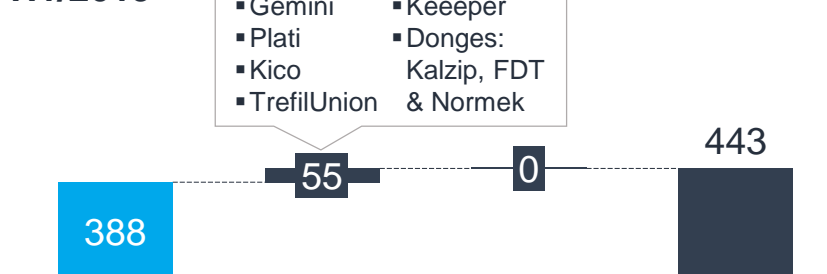 Gemini
Plati
Kico
TrefilUnion
Keeeper
Donges:
Kalzip, FDT
& Normek
443
55
0
388